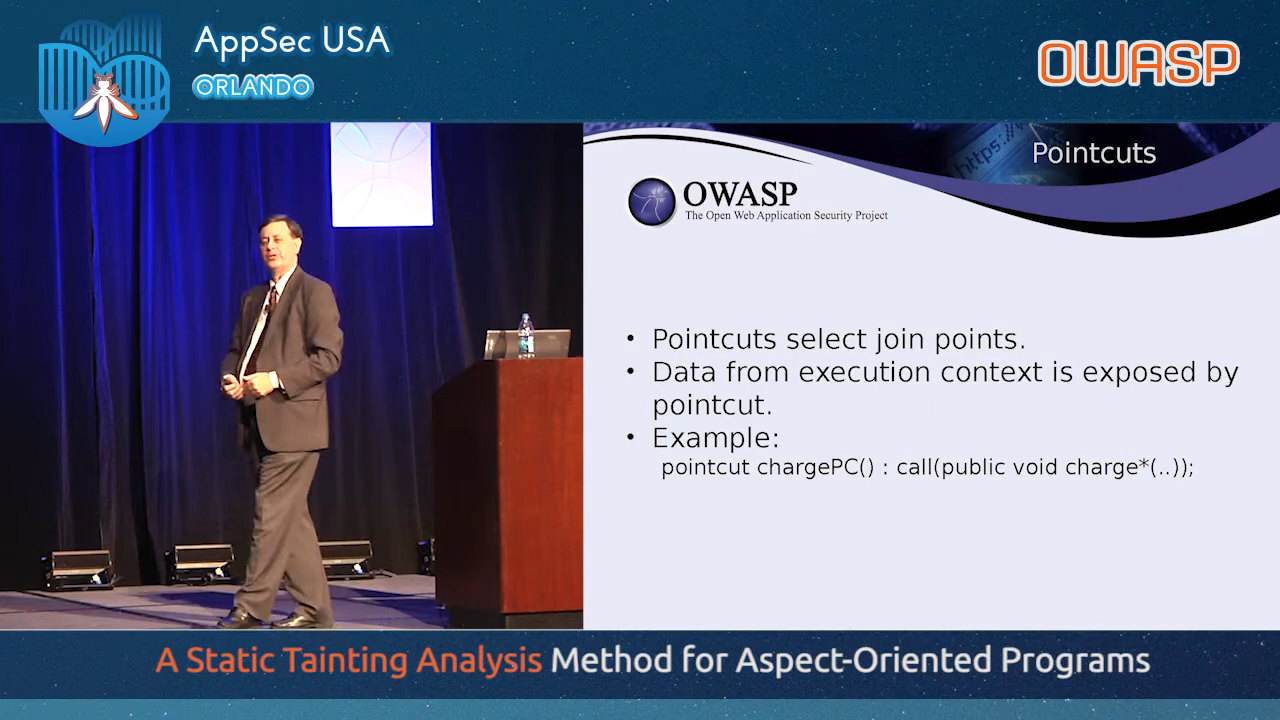 AppSec USA
ORLANDO
OWASP
https://
Pointcuts
OWASP
The Open Web Application Security Project
• Pointcuts select join points.
• Data from execution context is exposed by
pointcut.
• Example:
pointcut chargePC() : call(public void charge*(..));
A Static Tainting Analysis Method for Aspect-Oriented Programs